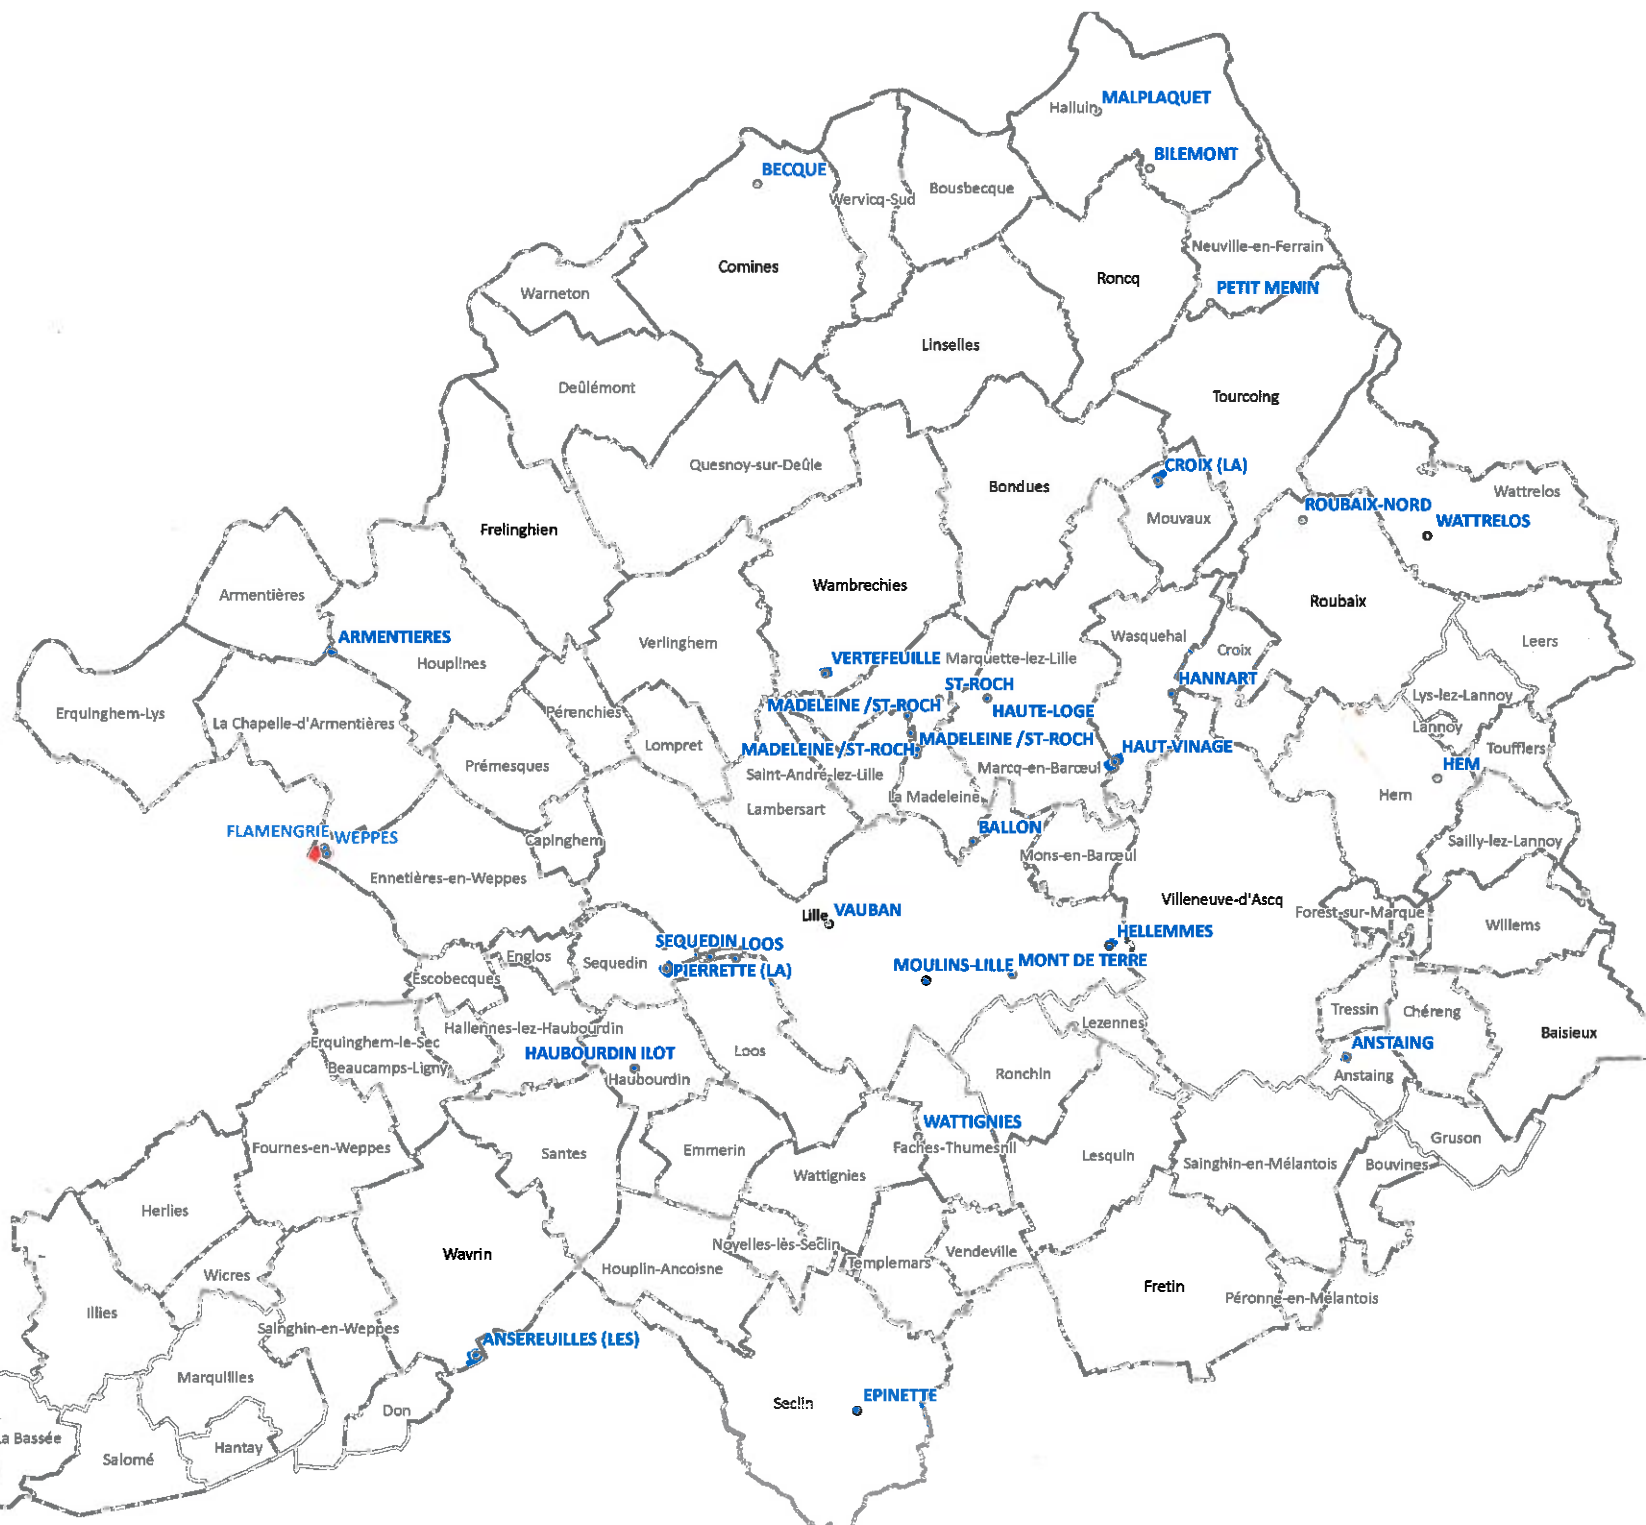 Halluin
MALPLAQUET
BILEMONT
BECQUE
Wervicq-Sud
Bousbecque
Neuville-en-Ferrain
Comines
Roncq
Warneton
PETIT MENIN
Linselles
Deûlémont
Tourcoing
Quesnoy-sur-Deûle
CROIX (LA)
Bondues
Wattrelos
ROUBAIX-NORD
Mouvaux
WATTRELOS
Frelinghien
Wambrechies
Armentières
Roubaix
ARMENTIERES
Wasquehal
Verlinghem
Leers
Croix
VERTEFEUILLE
Marquette-lez-Lille
Houplines
HANNART
ST-ROCH
Lys-lez-Lannoy
MADELEINE /ST-ROCH
HAUTE-LOGE
Erquinghem-Lys
Pérenchies
La Chapelle-d'Armentières
Lannoy
MADELEINE /ST-ROCH
Lompret
MADELEINE /ST-ROCH
HAUT-VINAGE
Toufflers
Prémesques
Saint-André-lez-Lille
Marcq-en-Barœul
HEM
Hem
La Madeleine
Lambersart
BALLON
FLAMENGRIE
WEPPES
Capinghem
Sailly-lez-Lannoy
Mons-en-Barœul
Ennetières-en-Weppes
Villeneuve-d'Ascq
Lille
VAUBAN
Forest-sur-Marque
Willems
HELLEMMES
SEQUEDIN
LOOS
Englos
Sequedin
PIERRETTE (LA)
MOULINS-LILLE
MONT DE TERRE
Escobecques
Tressin
Chéreng
Hallennes-lez-Haubourdin
Lezennes
Baisieux
Erquinghem-le-Sec
ANSTAING
HAUBOURDIN ILOT
Loos
Beaucamps-Ligny
Ronchin
Anstaing
Haubourdin
WATTIGNIES
Gruson
Fournes-en-Weppes
Faches-Thumesnil
Emmerin
Santes
Lesquin
Sainghin-en-Mélantois
Bouvines
Wattignies
Herlies
Noyelles-lès-Seclin
Vendeville
Wavrin
Templemars
Houplin-Ancoisne
Wicres
Fretin
Péronne-en-Mélantois
Illies
Sainghin-en-Weppes
ANSEREUILLES (LES)
Marquillies
EPINETTE
Seclin
Don
La Bassée
Hantay
Salomé